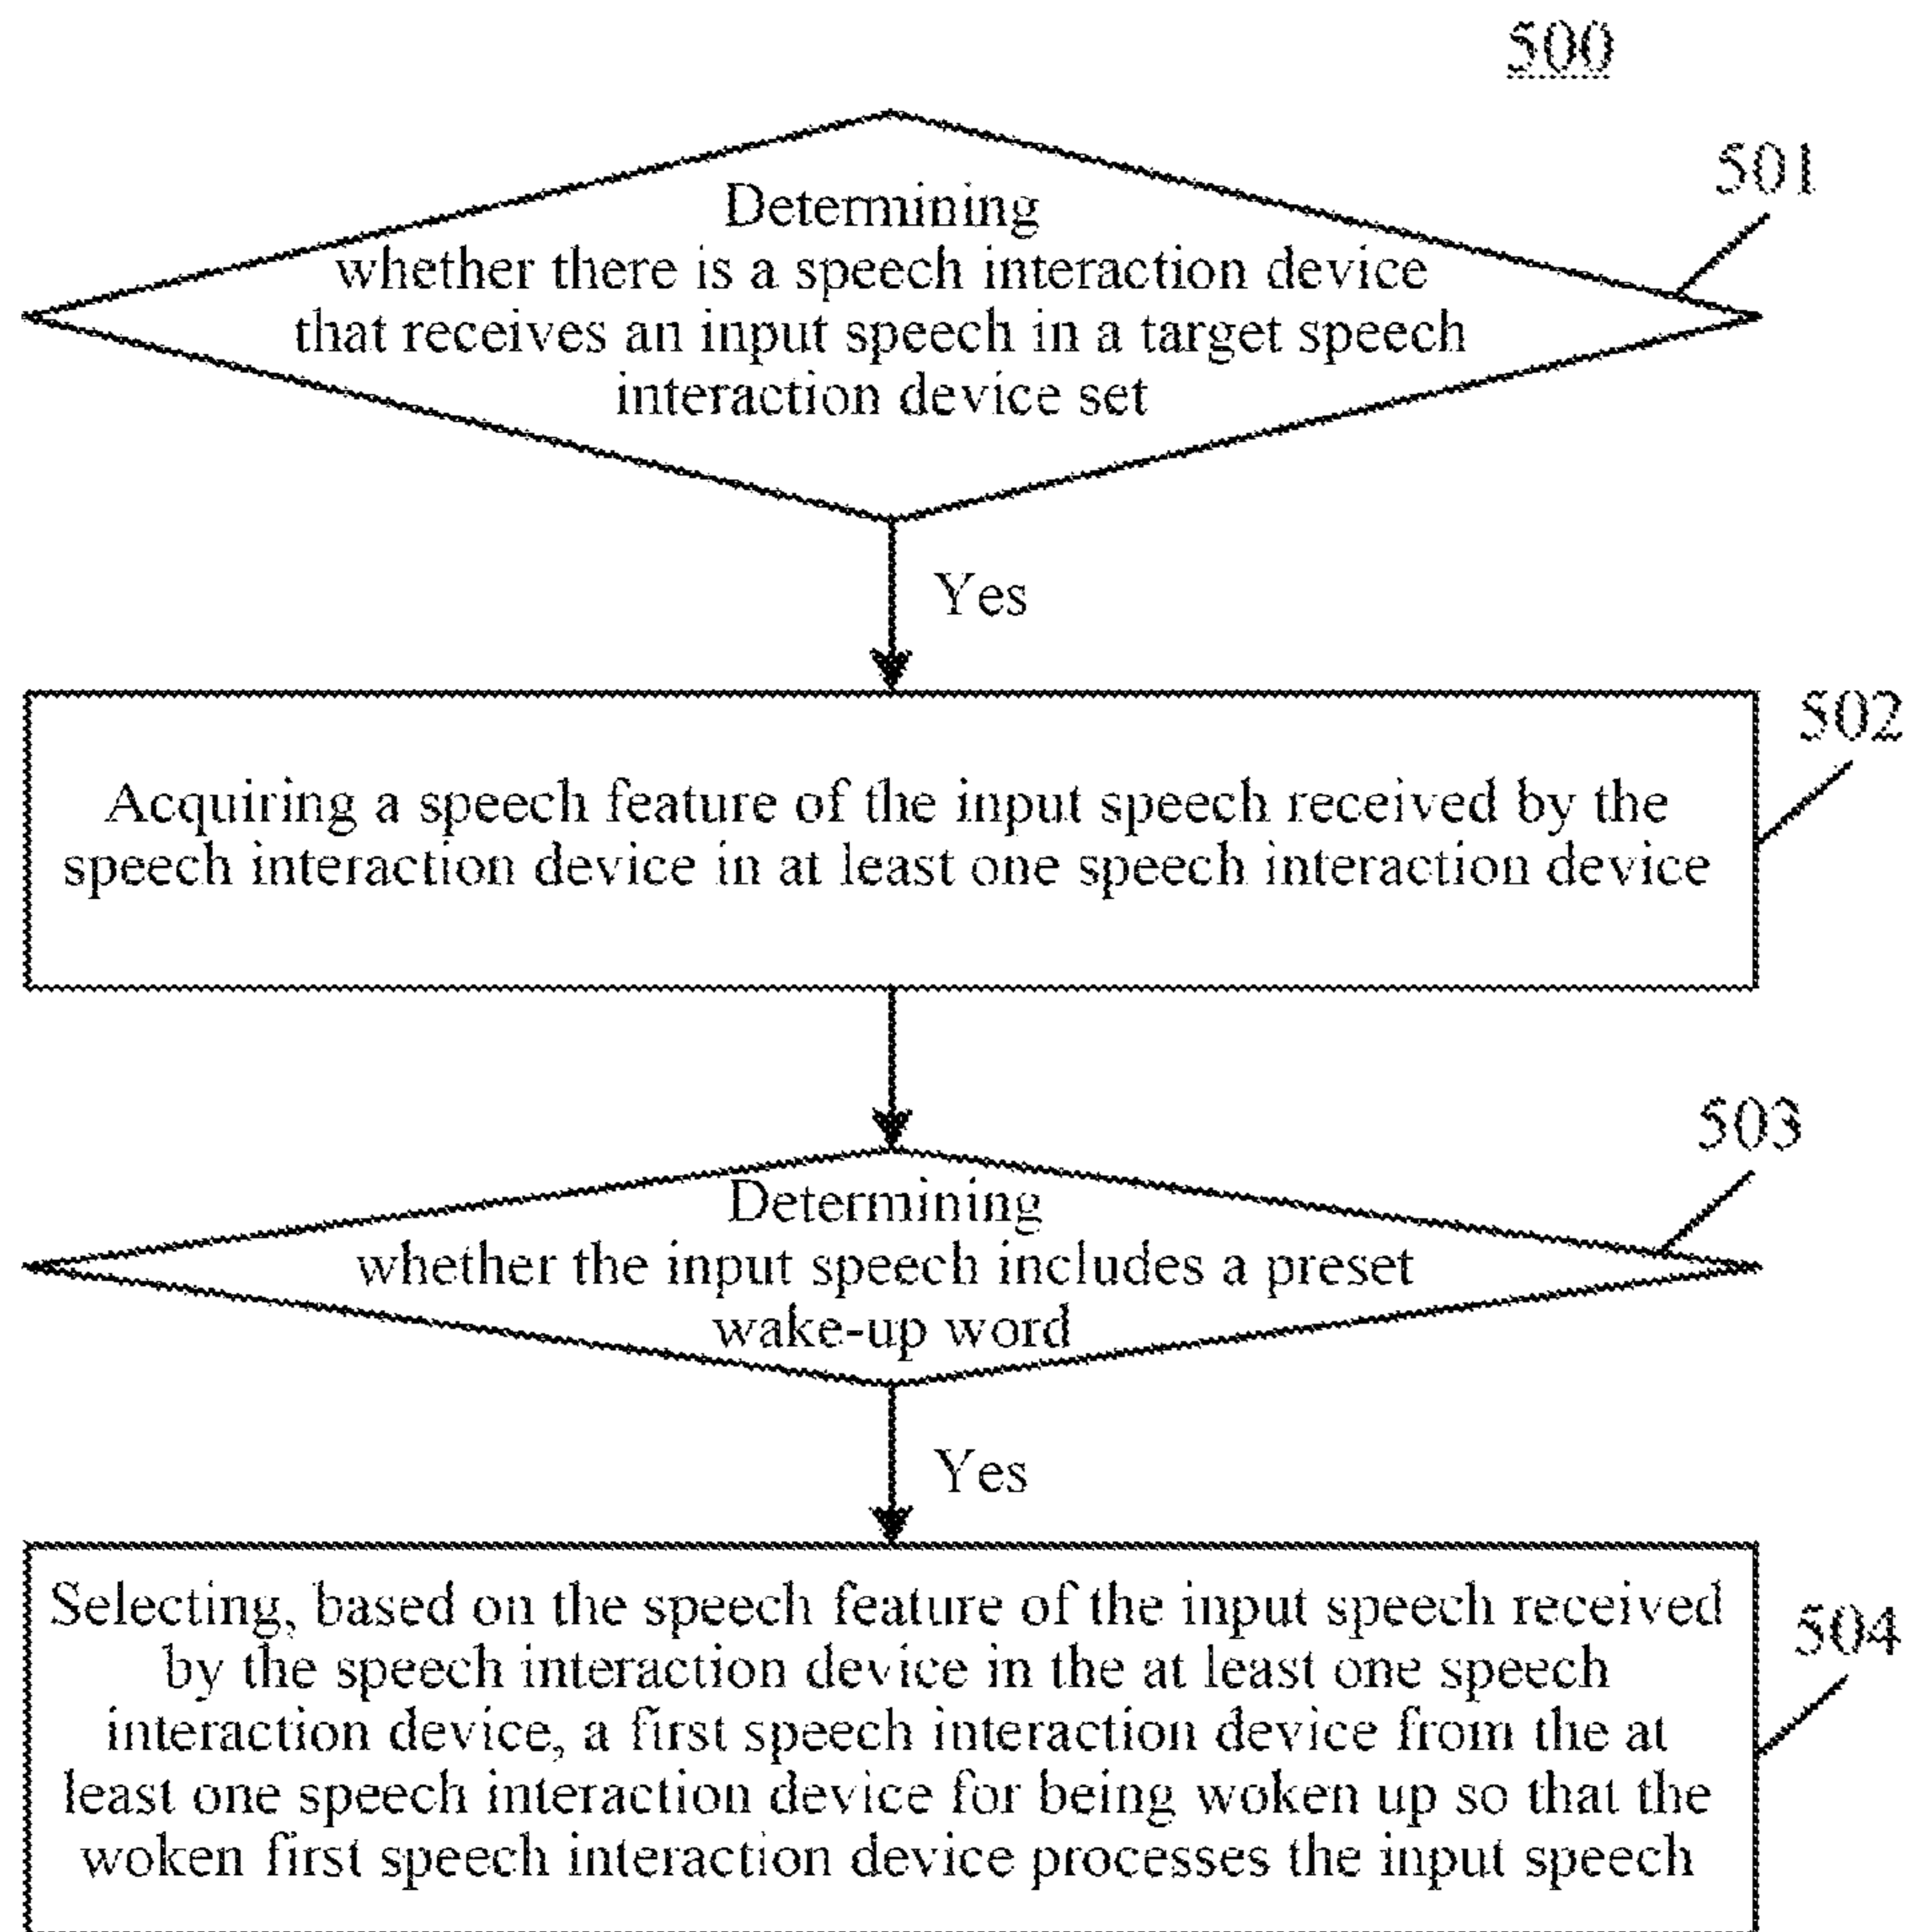 500
501
Determining
whether there is a speech interaction device
that receives an input speech in a target speech
interaction device set
Yes
502
Acquiring a speech feature of the input speech received by the
speech interaction device in at least one speech interaction device
503
Determining
whether the input speech includes a preset
wake-up word
Yes
504
Selecting, based on the speech feature of the input speech received
by the speech interaction device in the at least one speech
interaction device, a first speech interaction device from the at
least one speech interaction device for being woken up so that the
woken first speech interaction device processes the input speech